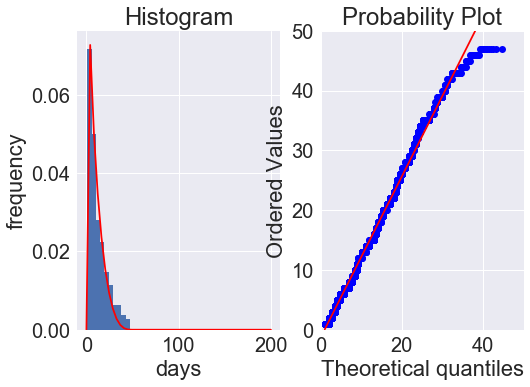 Histogram
frequency
0.06
0.04
0.02
0.00
0
100
200
days
Probability Plot
Ordered Values
50
40
30
20
10
0
0
20
40
Theoretical quantiles